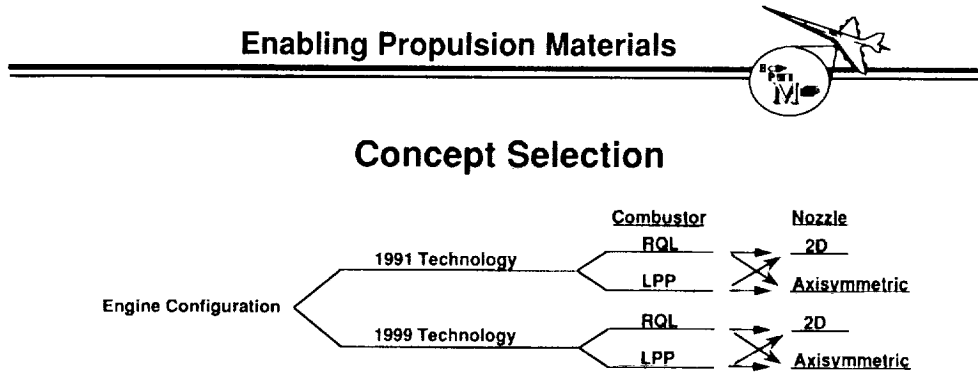 Enabling Propulsion Materials
Concept Selection
Combustor Nozzle
RQL 2D
1991 Technology
LPP Axisymmetric
Engine Configuration
RQL 2D
1999 Technology
LPP Axisymmetric